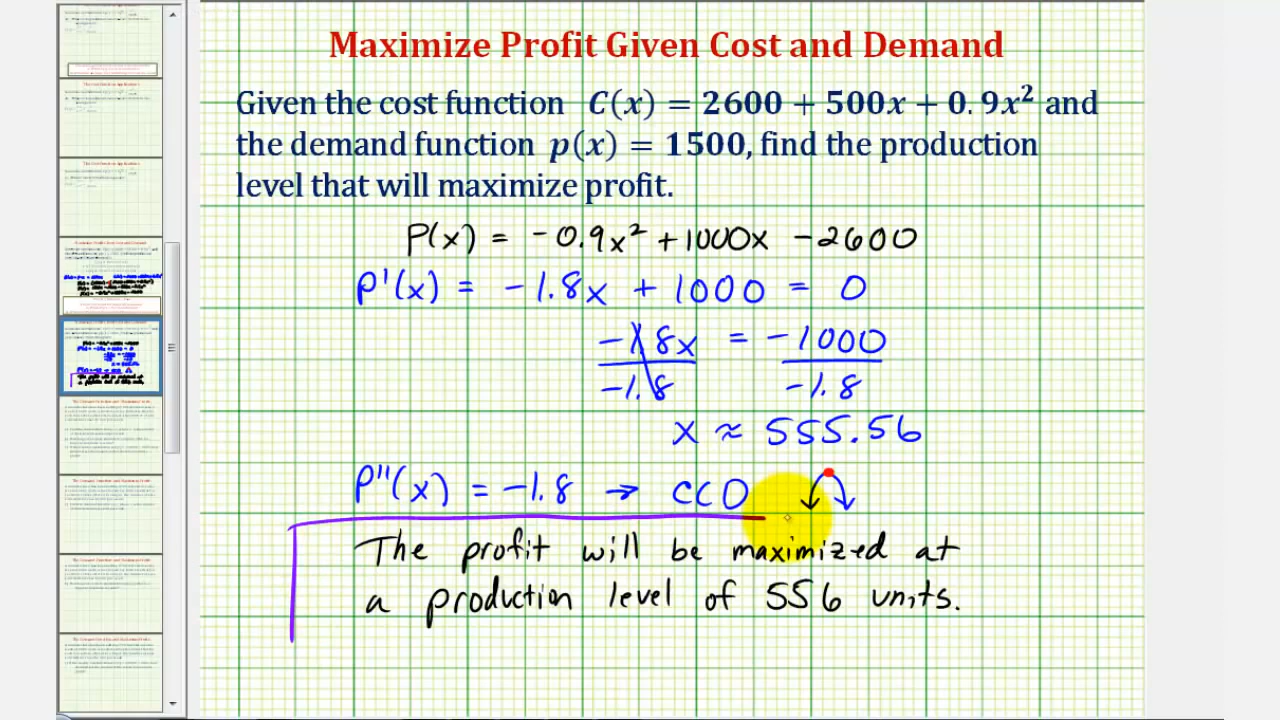 Maximize Profit Given Cost and Demand
Given the cost function C(x) = 2600 + 500x + 0.9x² and
the demand function p(x) = 1500, find the production
level that will maximize profit.
P(x) = -0.9x² + 1000x - 2600
P'(x) = -1.8x + 1000 = 0
-1.8x = -1000
-1.8 -1.8
x ≈ 555.56
P''(x) = -1.8 → CCD
The profit will be maximized at
a production level of 556 units.